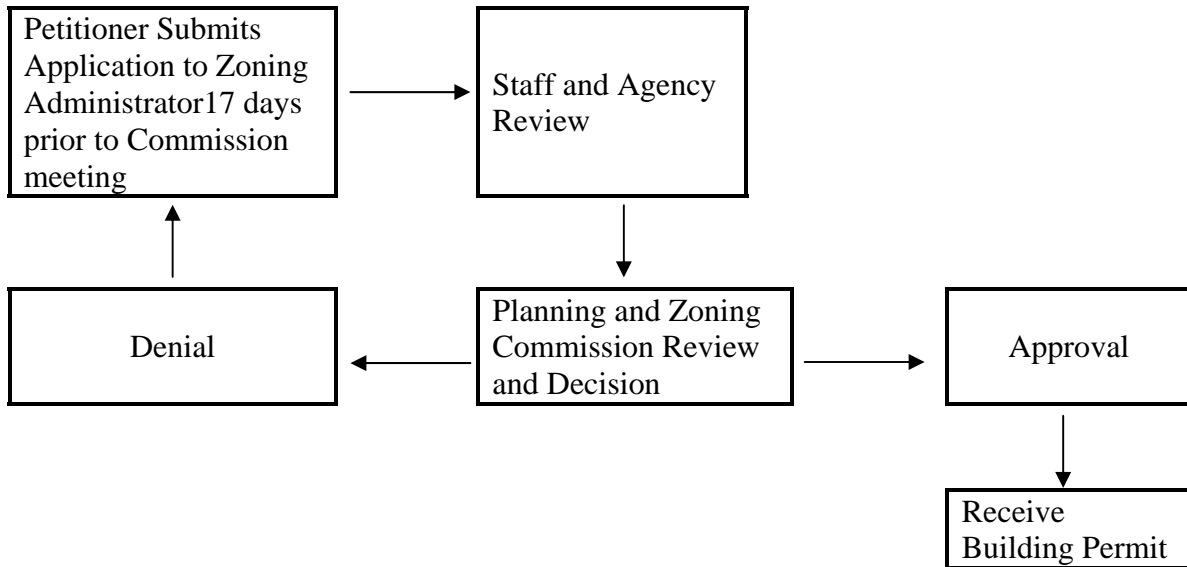 Petitioner Submits
Application to Zoning
Administrator17 days
prior to Commission
meeting
Staff and Agency
Review
Denial
Planning and Zoning
Commission Review
and Decision
Approval
Receive
Building Permit